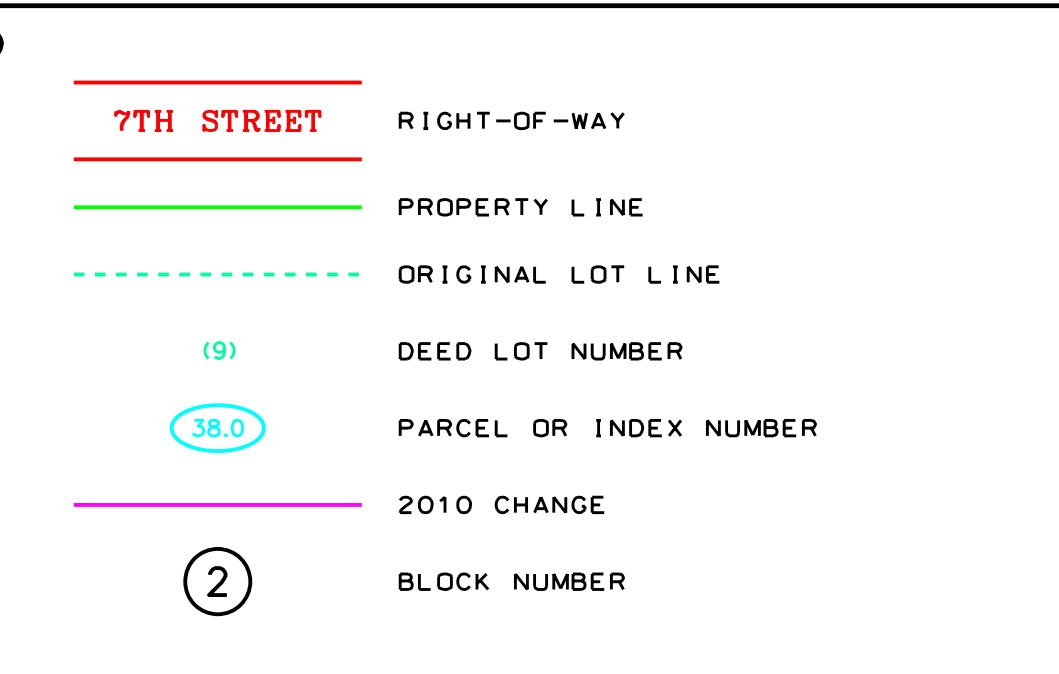 7TH STREET RIGHT-OF-WAY
PROPERTY LINE
ORIGINAL LOT LINE
(9) DEED LOT NUMBER
38.0 PARCEL OR INDEX NUMBER
2010 CHANGE
2 BLOCK NUMBER